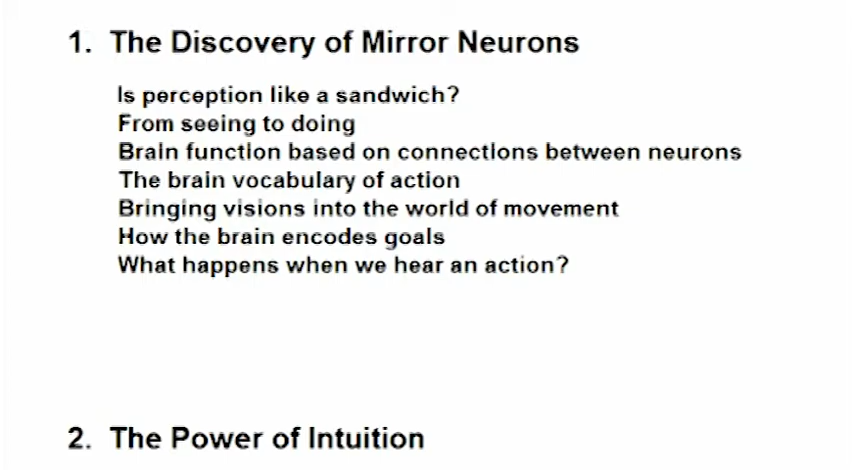 1. The Discovery of Mirror Neurons
Is perception like a sandwich?
From seeing to doing
Brain function based on connections between neurons
The brain vocabulary of action
Bringing visions into the world of movement
How the brain encodes goals
What happens when we hear an action?
2. The Power of Intuition